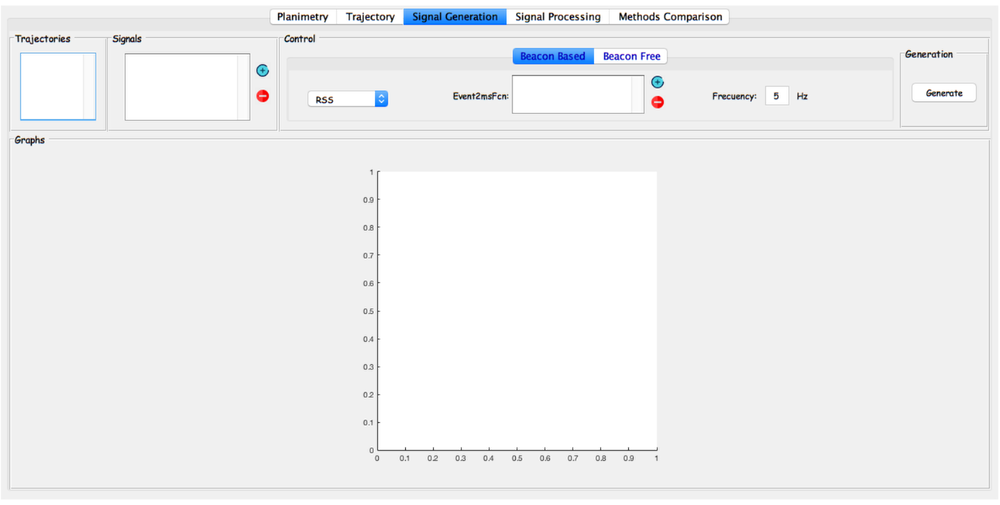 Planimetry Trajectory Signal Generation Signal Processing Methods Comparison
Trajectories Signals Control
Beacon Based Beacon Free Generation
RSS Event2msFcn: Frecuency: 5 Hz Generate
Graphs
1
0.9
0.8
0.7
0.6
0.5
0.4
0.3
0.2
0.1
0
0 0.1 0.2 0.3 0.4 0.5 0.6 0.7 0.8 0.9 1